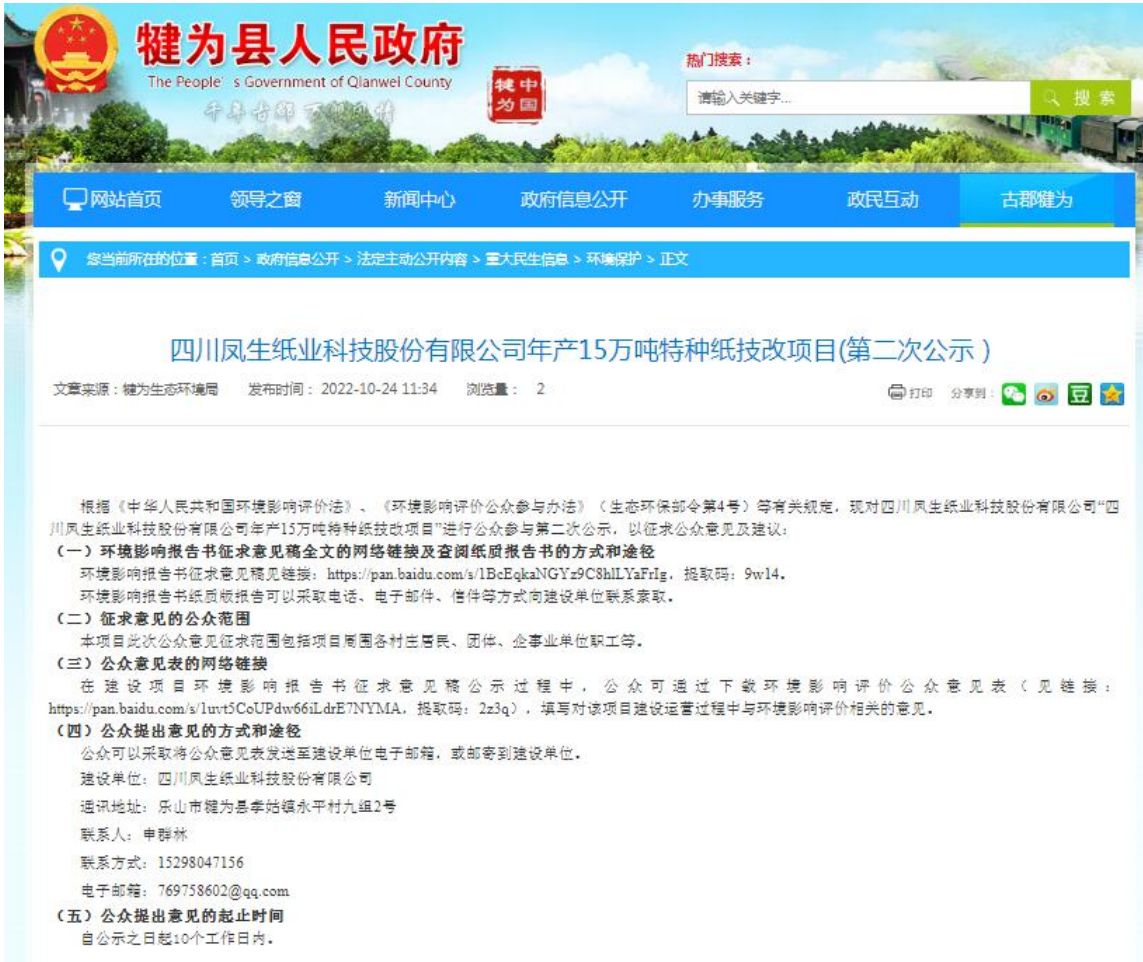 犍为县人民政府
The People's Government of Qianwei County
千年古郡 万部风情
中国
犍为
热门搜索：
请输入关键字...
搜 索
网站首页 领导之窗 新闻中心 政府信息公开 办事服务 政民互动 古郡犍为
您当前所在的位置：首页 > 政府信息公开 > 法定主动公开内容 > 重大民生信息 > 环境保护 > 正文
四川凤生纸业科技股份有限公司年产15万吨特种纸技改项目(第二次公示）
文章来源：犍为生态环境局 发布时间： 2022-10-24 11:34 浏览量： 2
打印 分享到：
豆
根据《中华人民共和国环境影响评价法》、《环境影响评价公众参与办法》（生态环保部令第4号）等有关规定，现对四川凤生纸业科技股份有限公司“四
川凤生纸业科技股份有限公司年产15万吨特种纸技改项目”进行公众参与第二次公示，以征求公众意见及建议：
（一）环境影响报告书征求意见稿全文的网络链接及查阅纸质报告书的方式和途径
环境影响报告书征求意见稿见链接：https://pan.baidu.com/s/1BcEqkaNGYz9C8hlLYaFrIg，提取码：9w14。
环境影响报告书纸质版报告可以采取电话、电子邮件、信件等方式向建设单位联系索取。
（二）征求意见的公众范围
本项目此次公众意见征求范围包括项目周围各村庄居民、团体、企事业单位职工等。
（三）公众意见表的网络链接
在建设项目环境影响报告书征求意见稿公示过程中，公众可通过下载环境影响评价公众意见表（见链接：
https://pan.baidu.com/s/1uvt5CoUPdw66iLdrE7NYMA，提取码：2z3q），填写对该项目建设运营过程中与环境影响评价相关的意见。
（四）公众提出意见的方式和途径
公众可以采取将公众意见表发送至建设单位电子邮箱，或邮寄到建设单位。
建设单位：四川凤生纸业科技股份有限公司
通讯地址：乐山市犍为县孝姑镇永平村九组2号
联系人：申群林
联系方式：15298047156
电子邮箱：769758602@qq.com
（五）公众提出意见的起止时间
自公示之日起10个工作日内。